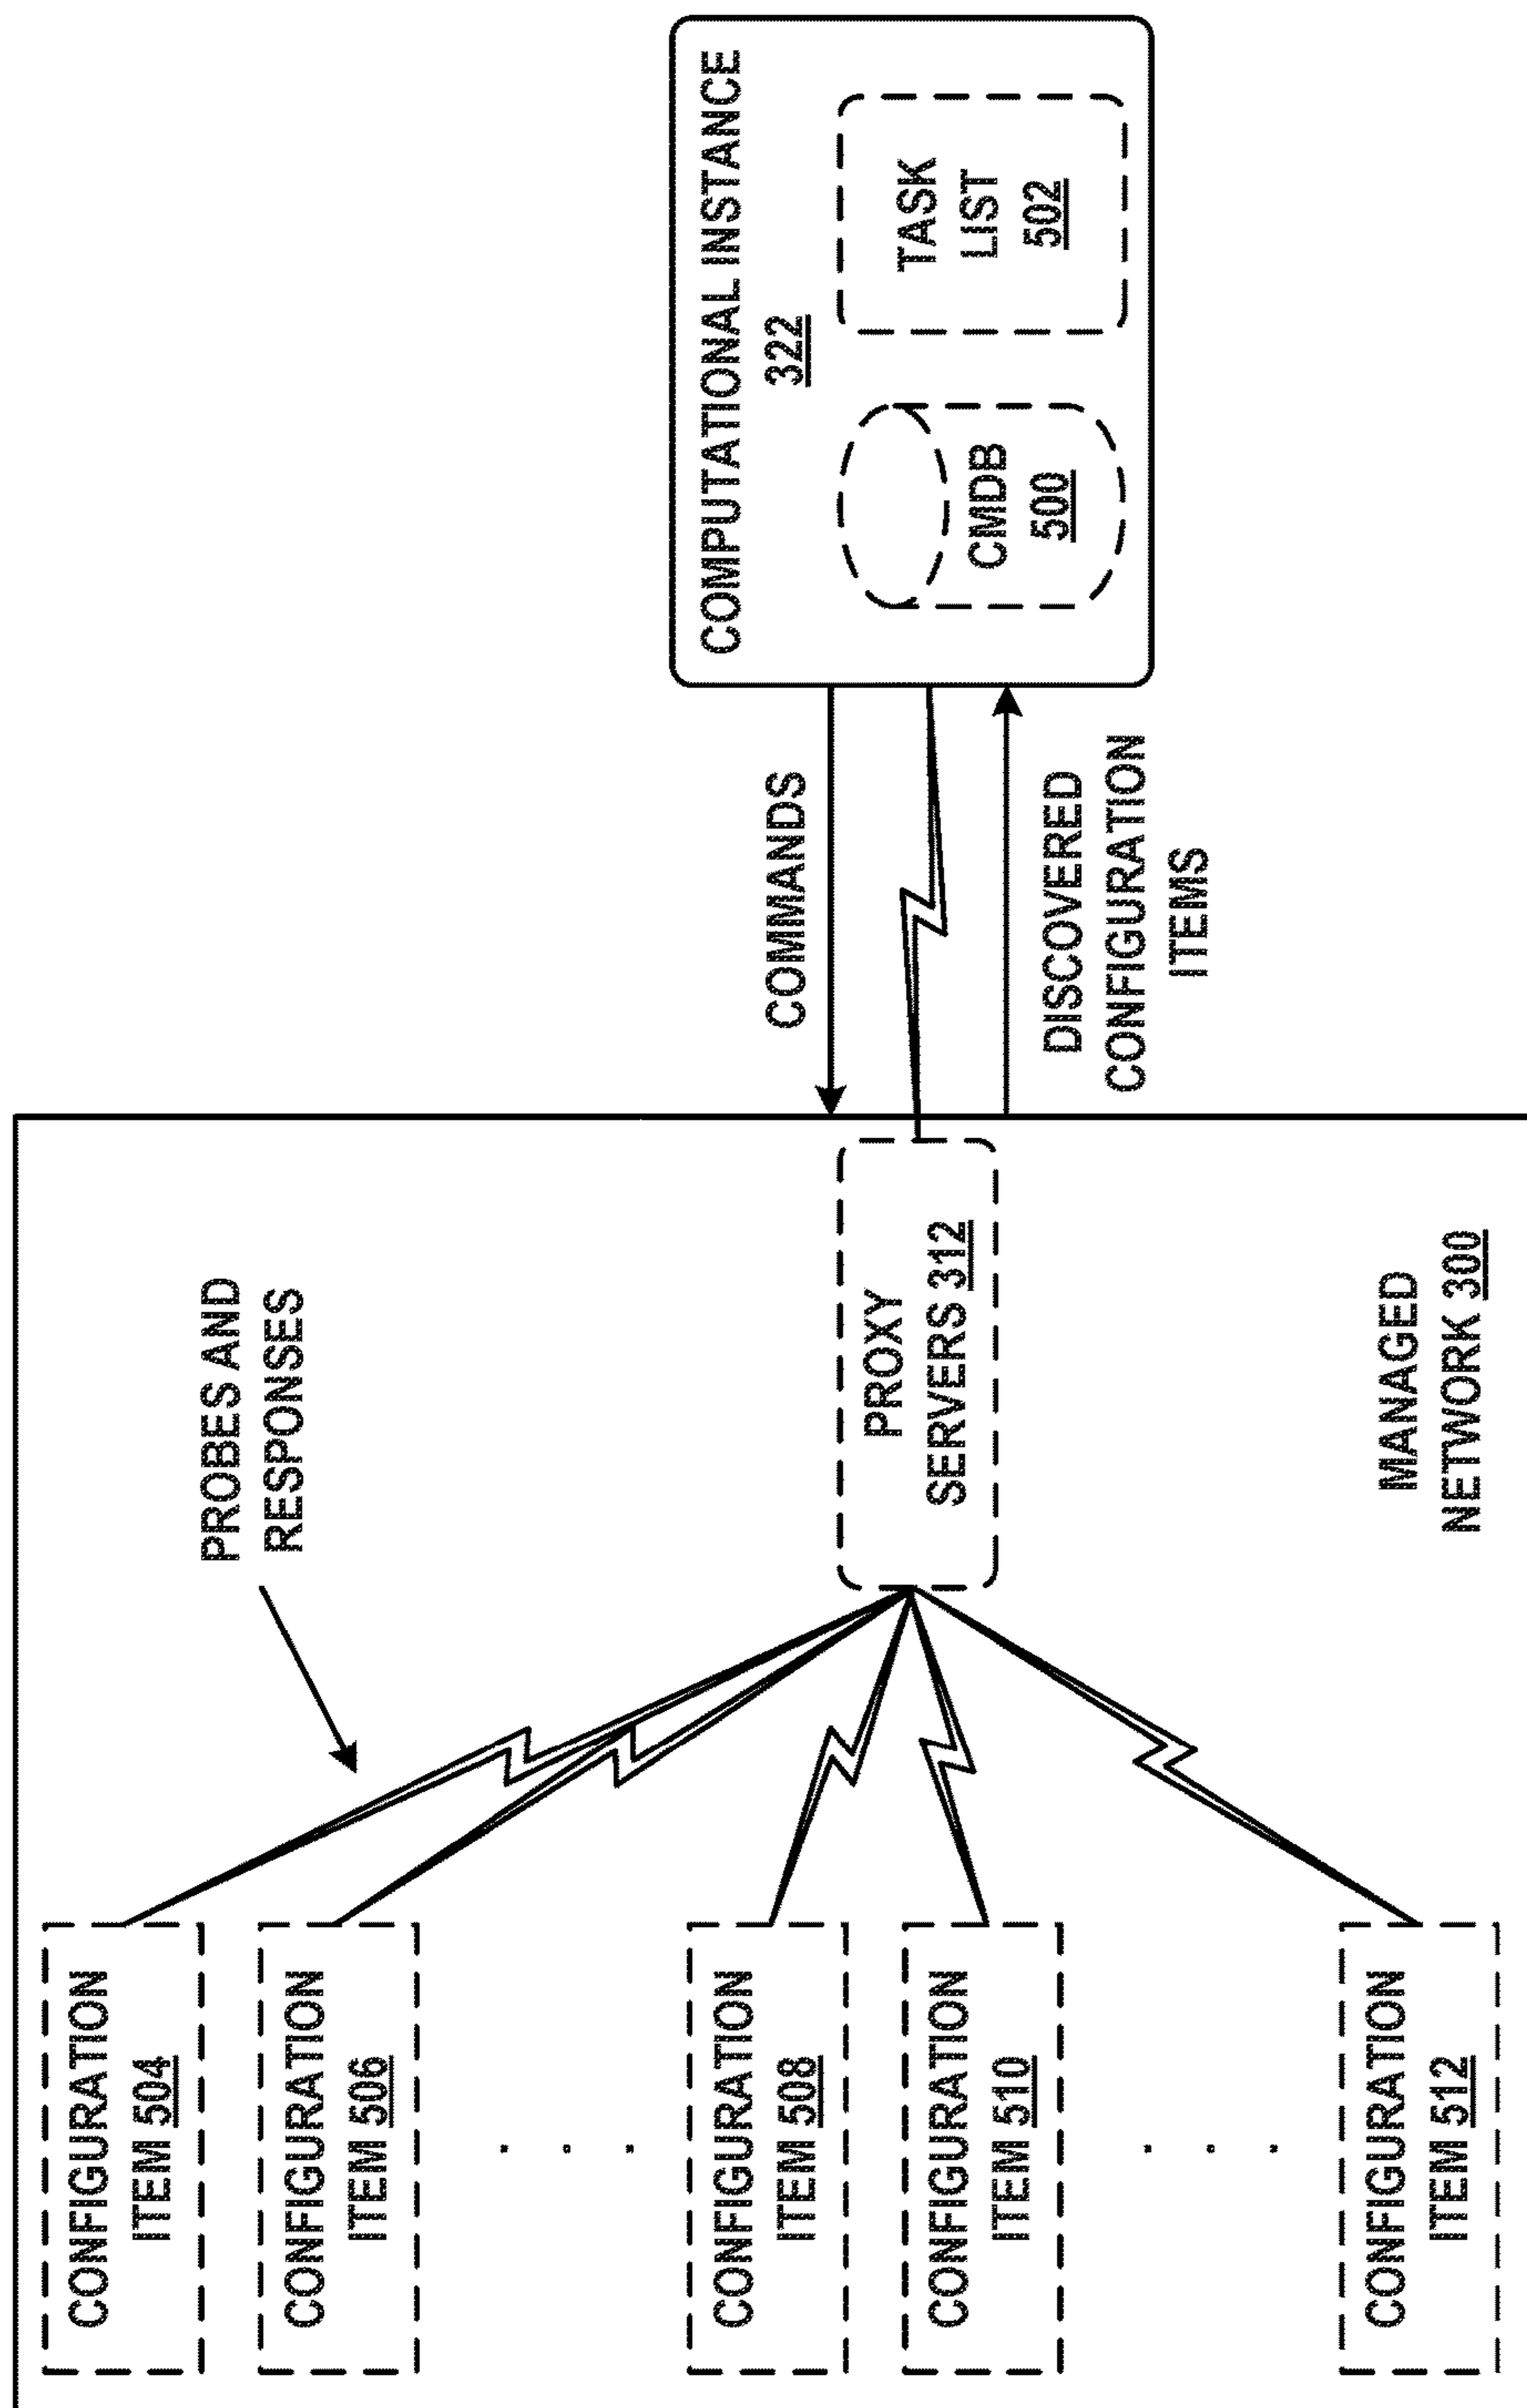 COMPUTATIONAL INSTANCE
322
CMDB
500
TASK
LIST
502
COMMANDS
DISCOVERED
CONFIGURATION
ITEMS
PROBES AND
RESPONSES
PROXY
SERVERS 312
MANAGED
NETWORK 300
CONFIGURATION
ITEM 504
CONFIGURATION
ITEM 506
CONFIGURATION
ITEM 508
CONFIGURATION
ITEM 510
CONFIGURATION
ITEM 512